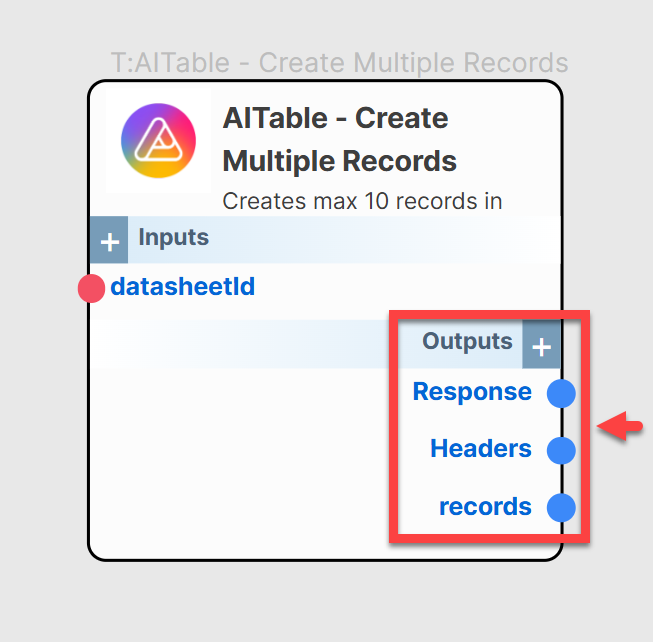 T:AITable - Create Multiple Records
AITable - Create
Multiple Records
Creates max 10 records in
+ Inputs
datasheetId
Outputs +
Response
Headers
records